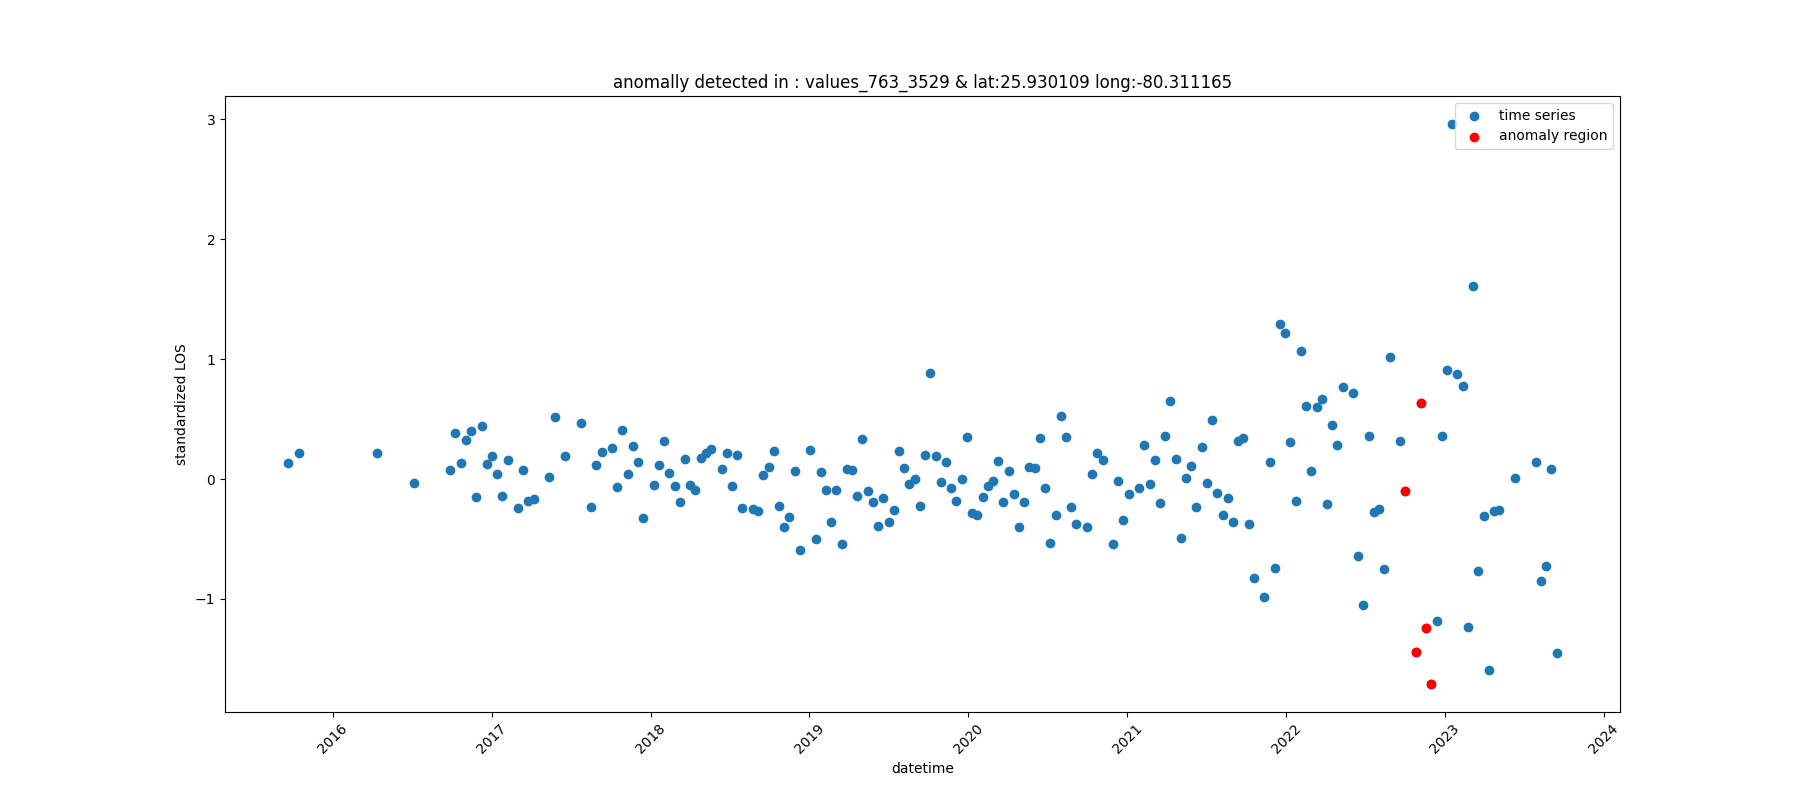 anomally detected in : values_763_3529 & lat:25.930109 long:-80.311165
time series
anomaly region
standardized LOS
3
2
1
0
−1
2016
2017
2018
2019
2020
2021
2022
2023
2024
datetime